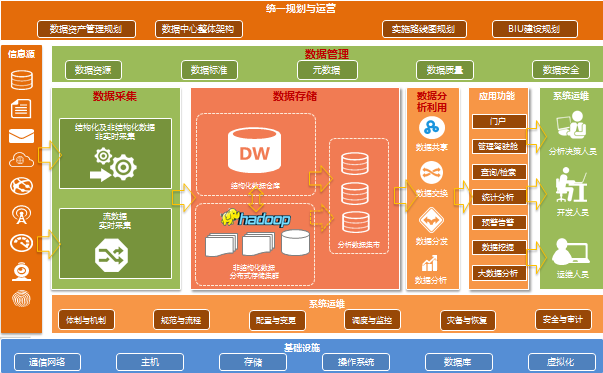 统一规划与运营
数据资产管理规划
数据中心整体架构
实施路线图规划
BIU建设规划
信息源
数据管理
数据资源
数据标准
元数据
数据质量
数据安全
数据采集
结构化及非结构化数据
非实时采集
流数据
实时采集
数据存储
DW
结构化数据仓库
hadoop
非结构化数据
分布式存储集群
分析数据集市
数据分
析利用
数据共享
数据交换
数据分发
数据分析
应用功能
门户
管理驾驶舱
查询/检索
统计分析
预警告警
数据挖掘
大数据分析
系统运维
分析决策人员
开发人员
运维人员
系统运维
体制与机制
规范与流程
配置与变更
调度与监控
灾备与恢复
安全与审计
基础设施
通信网络
主机
存储
操作系统
数据库
虚拟化